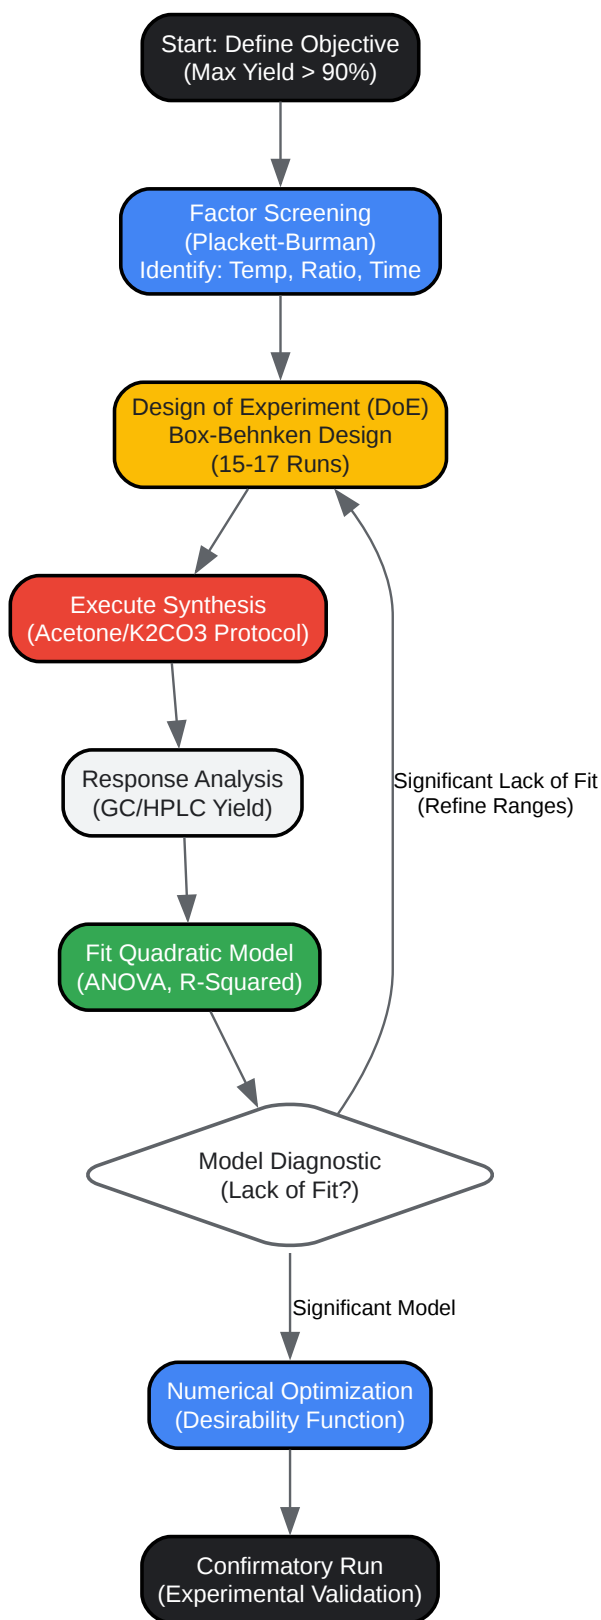 Start: Define Objective
(Max Yield > 90%)
Factor Screening
(Plackett-Burman)
Identify: Temp, Ratio, Time
Design of Experiment (DoE)
Box-Behnken Design
(15-17 Runs)
Execute Synthesis
(Acetone/K2CO3 Protocol)
Response Analysis
(GC/HPLC Yield)
Significant Lack of Fit
(Refine Ranges)
Fit Quadratic Model
(ANOVA, R-Squared)
Model Diagnostic
(Lack of Fit?)
Significant Model
Numerical Optimization
(Desirability Function)
Confirmatory Run
(Experimental Validation)